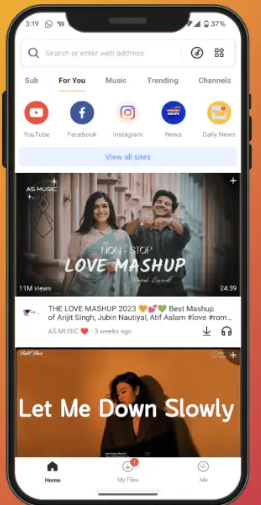 3:19
37%
Search or enter web address
Sub For You Music Trending Channels
YouTube Facebook Instagram News Daily News
View all sites
AS MUSIC
NON - STOP
LOVE MASHUP
11M views 24:39
THE LOVE MASHUP 2023 🧡💕💚 Best Mashup
of Arijit Singh, Jubin Nautiyal, Atif Aalam #love #rom...
AS MUSIC ❤️ · 3 weeks ago
Let Me Down Slowly
Home My Files Me